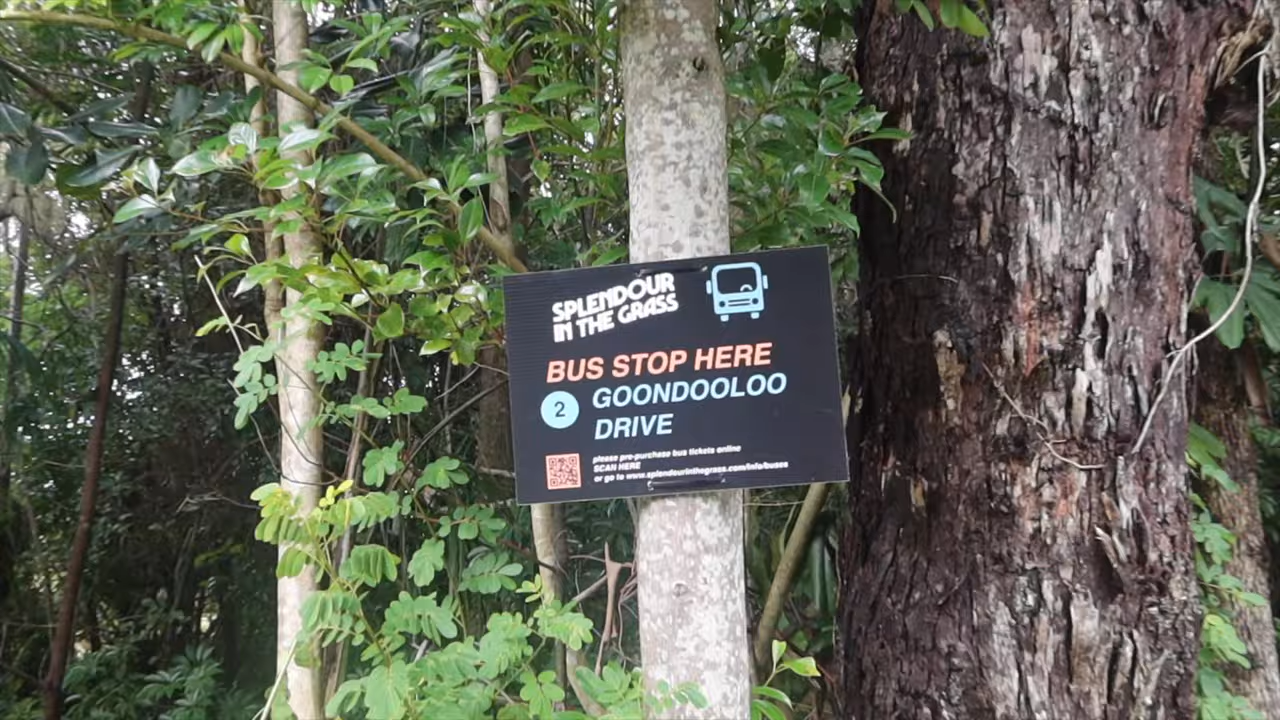 SPLENDOUR
IN THE GRASS
BUS STOP HERE
2 GOONDOOLOO
DRIVE
please pre-purchase bus tickets online
SCAN HERE
or go to www.splendourinthegrass.com/info/buses